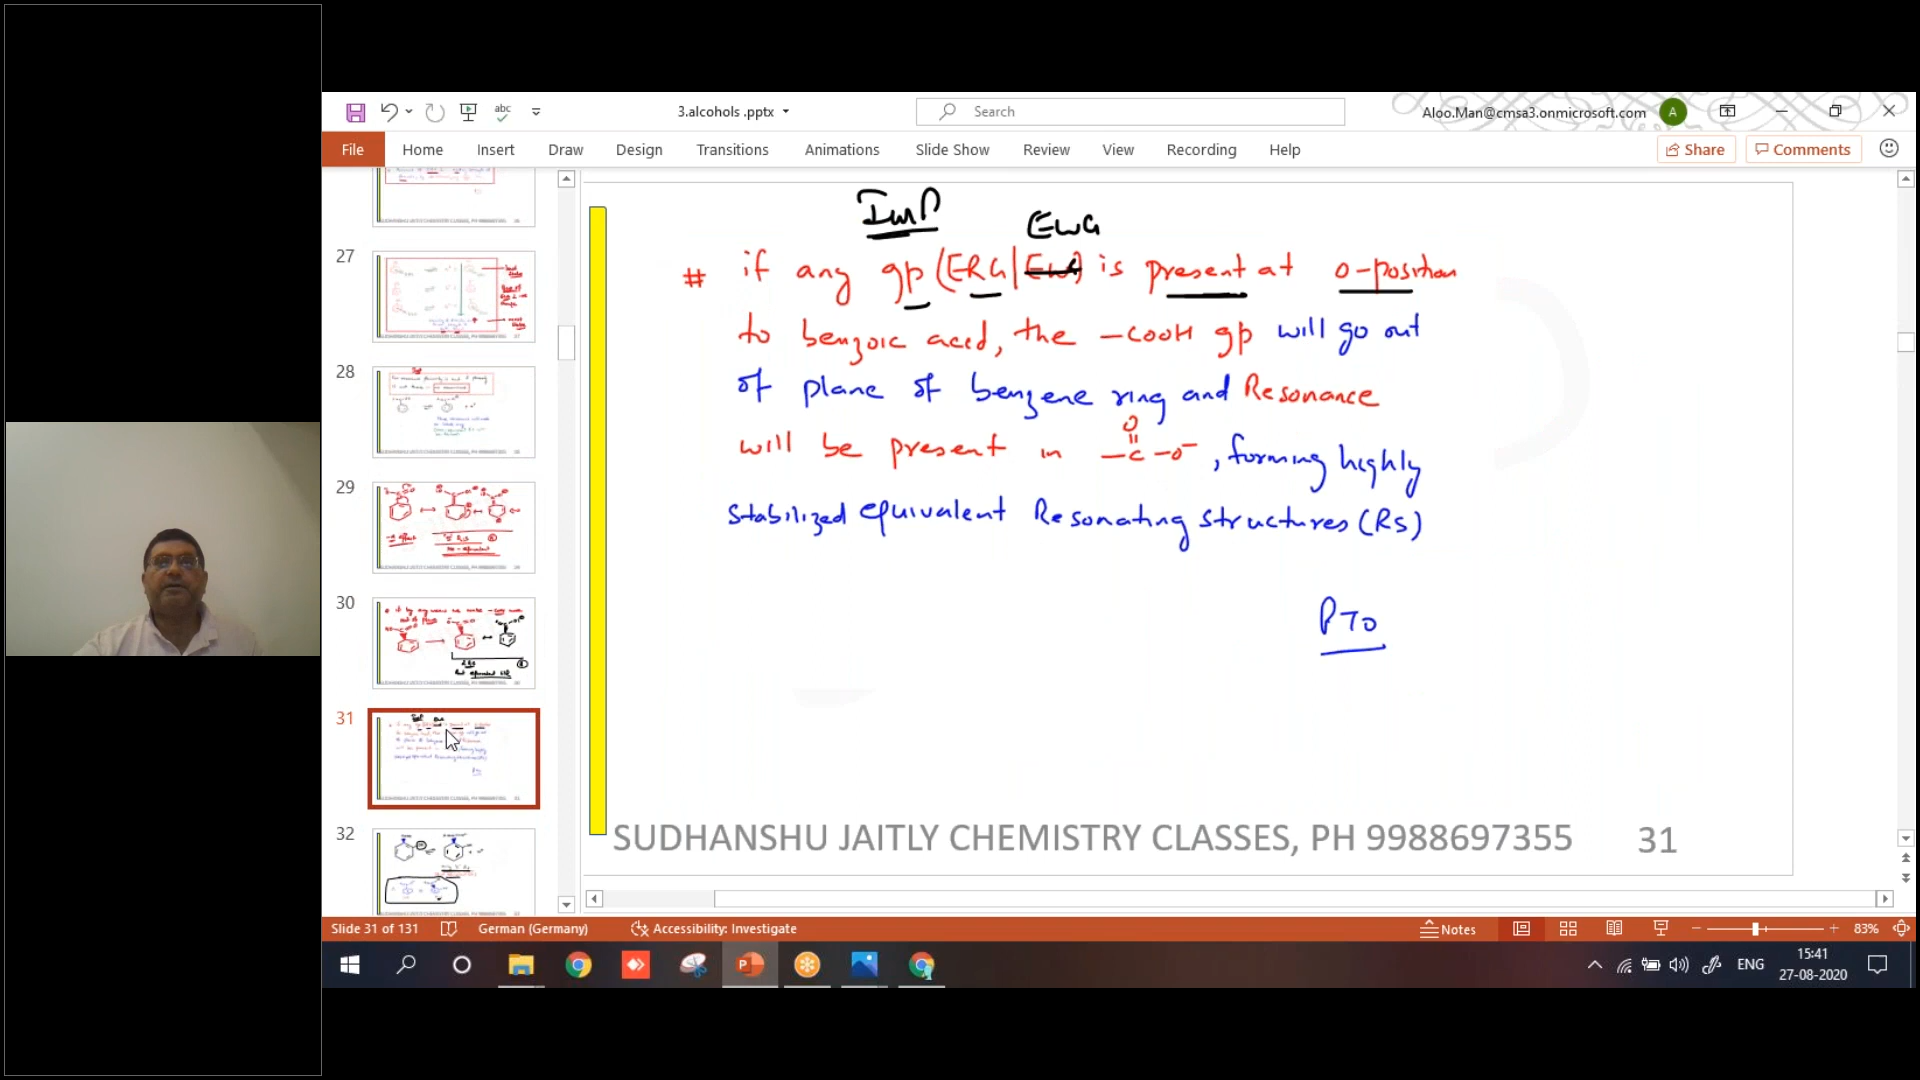 abc
3.alcohols .pptx
Search
Aloo.Man@cmsa3.onmicrosoft.com
A
File Home Insert Draw Design Transitions Animations Slide Show Review View Recording Help
Share
Comments
27
28
29
30
31
32
Imp
EWG
# if any gp (ERG|EWG) is present at o-position
to benzoic acid, the -COOH gp will go out
of plane of benzene ring and Resonance
will be present in -C-O⁻, forming highly
O
stabilized equivalent Resonating structures (RS)
PTO
SUDHANSHU JAITLY CHEMISTRY CLASSES, PH 9988697355 31
Slide 31 of 131 German (Germany) Accessibility: Investigate Notes 83%
ENG
15:41
27-08-2020